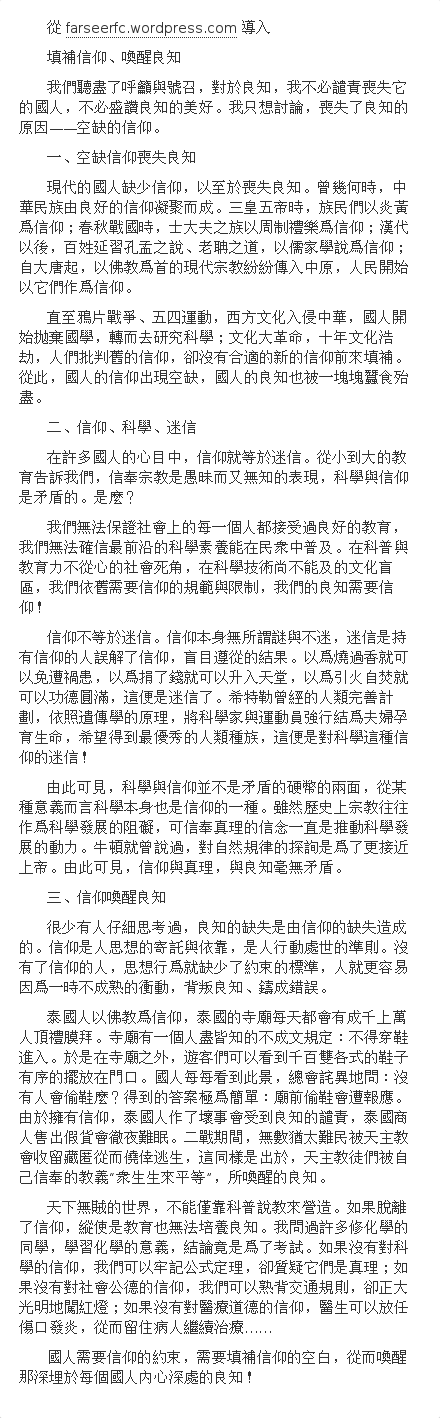 從 farseerfc.wordpress.com 導入
填補信仰、喚醒良知
我們聽盡了呼籲與號召，對於良知，我不必譴責喪失它
的國人，不必盛讚良知的美好。我只想討論，喪失了良知的
原因——空缺的信仰。
一、空缺信仰喪失良知
現代的國人缺少信仰，以至於喪失良知。曾幾何時，中
華民族由良好的信仰凝聚而成。三皇五帝時，族民們以炎黃
爲信仰；春秋戰國時，士大夫之族以周制禮樂爲信仰；漢代
以後，百姓延習孔孟之說、老聃之道，以儒家學說爲信仰；
自大唐起，以佛教爲首的現代宗教紛紛傳入中原，人民開始
以它們作爲信仰。
直至鴉片戰爭、五四運動，西方文化入侵中華，國人開
始拋棄國學，轉而去研究科學；文化大革命，十年文化浩
劫，人們批判舊的信仰，卻沒有合適的新的信仰前來填補。
從此，國人的信仰出現空缺，國人的良知也被一塊塊蠶食殆
盡。
二、信仰、科學、迷信
在許多國人的心目中，信仰就等於迷信。從小到大的教
育告訴我們，信奉宗教是愚昧而又無知的表現，科學與信仰
是矛盾的。是麼？
我們無法保證社會上的每一個人都接受過良好的教育，
我們無法確信最前沿的科學素養能在民衆中普及。在科普與
教育力不從心的社會死角，在科學技術尚不能及的文化盲
區，我們依舊需要信仰的規範與限制，我們的良知需要信
仰！
信仰不等於迷信。信仰本身無所謂謎與不迷，迷信是持
有信仰的人誤解了信仰，盲目遵從的結果。以爲燒過香就可
以免遭禍患，以爲捐了錢就可以升入天堂，以爲引火自焚就
可以功德圓滿，這便是迷信了。希特勒曾經的人類完善計
劃，依照遺傳學的原理，將科學家與運動員強行結爲夫婦孕
育生命，希望得到最優秀的人類種族，這便是對科學這種信
仰的迷信！
由此可見，科學與信仰並不是矛盾的硬幣的兩面，從某
種意義而言科學本身也是信仰的一種。雖然歷史上宗教往往
作爲科學發展的阻礙，可信奉真理的信念一直是推動科學發
展的動力。牛頓就曾說過，對自然規律的探詢是爲了更接近
上帝。由此可見，信仰與真理，與良知毫無矛盾。
三、信仰喚醒良知
很少有人仔細思考過，良知的缺失是由信仰的缺失造成
的。信仰是人思想的寄託與依靠，是人行動處世的準則。沒
有了信仰的人，思想行爲就缺少了約束的標準，人就更容易
因爲一時不成熟的衝動，背叛良知、鑄成錯誤。
泰國人以佛教爲信仰，泰國的寺廟每天都會有成千上萬
人頂禮膜拜。寺廟有一個人盡皆知的不成文規定：不得穿鞋
進入。於是在寺廟之外，遊客們可以看到千百雙各式的鞋子
有序的擺放在門口。國人每每看到此景，總會詫異地問：沒
有人會偷鞋麼？得到的答案極爲簡單：廟前偷鞋會遭報應。
由於擁有信仰，泰國人作了壞事會受到良知的譴責，泰國商
人售出假貨會徹夜難眠。二戰期間，無數猶太難民被天主教
會收留藏匿從而僥倖逃生，這同樣是出於，天主教徒們被自
己信奉的教義“衆生生來平等”，所喚醒的良知。
天下無賊的世界，不能僅靠科普說教來營造。如果脫離
了信仰，縱使是教育也無法培養良知。我問過許多修化學的
同學，學習化學的意義，結論竟是爲了考試。如果沒有對科
學的信仰，我們可以牢記公式定理，卻質疑它們是真理；如
果沒有對社會公德的信仰，我們可以熟背交通規則，卻正大
光明地闖紅燈；如果沒有對醫療道德的信仰，醫生可以放任
傷口發炎，從而留住病人繼續治療……
國人需要信仰的約束，需要填補信仰的空白，從而喚醒
那深埋於每個國人內心深處的良知！